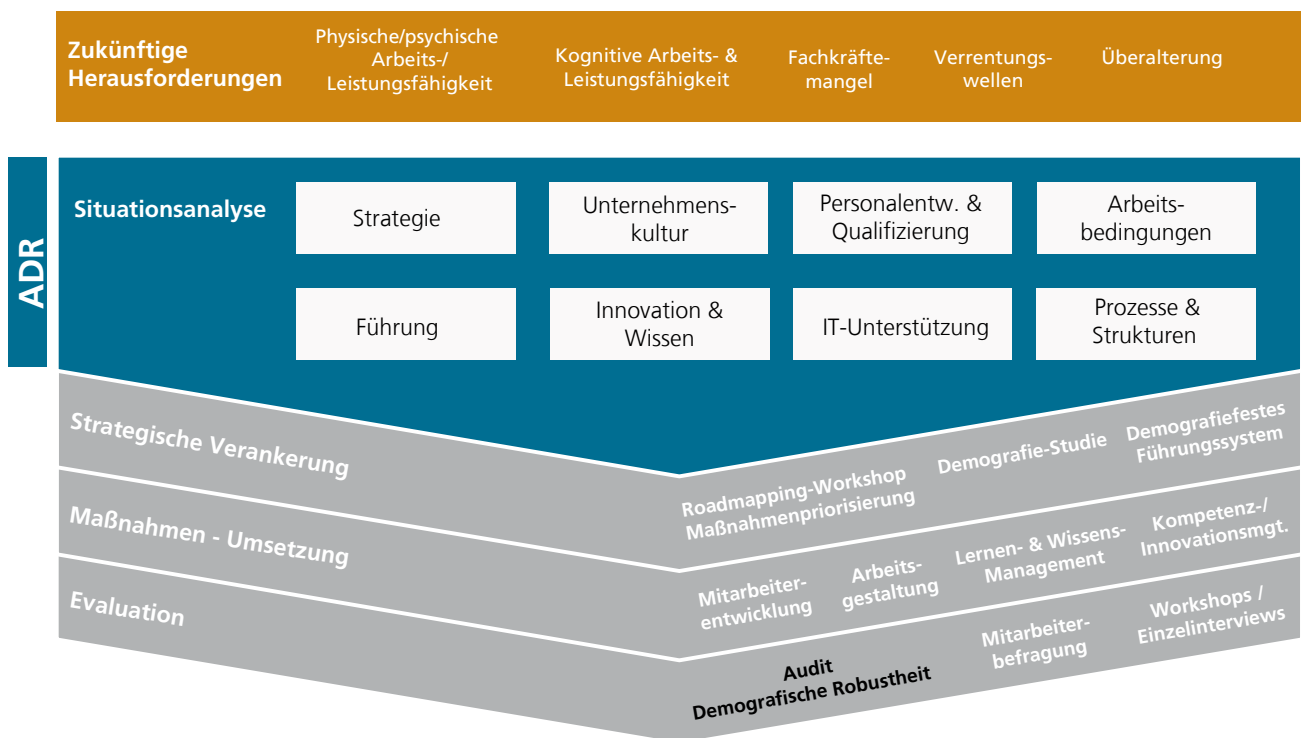 Zukünftige
Herausforderungen
Physische/psychische
Arbeits-/
Leistungsfähigkeit
Kognitive Arbeits- &
Leistungsfähigkeit
Fachkräfte-
mangel
Verrentungs-
wellen
Überalterung
ADR
Situationsanalyse
Strategie
Unternehmens-
kultur
Personalentw. &
Qualifizierung
Arbeits-
bedingungen
Führung
Innovation &
Wissen
IT-Unterstützung
Prozesse &
Strukturen
Strategische Verankerung
Roadmapping-Workshop
Maßnahmenpriorisierung
Demografie-Studie
Demografiefestes
Führungssystem
Maßnahmen - Umsetzung
Mitarbeiter-
entwicklung
Arbeits-
gestaltung
Lernen- & Wissens-
Management
Kompetenz-/
Innovationsmgt.
Evaluation
Audit
Demografische Robustheit
Mitarbeiter-
befragung
Workshops /
Einzelinterviews